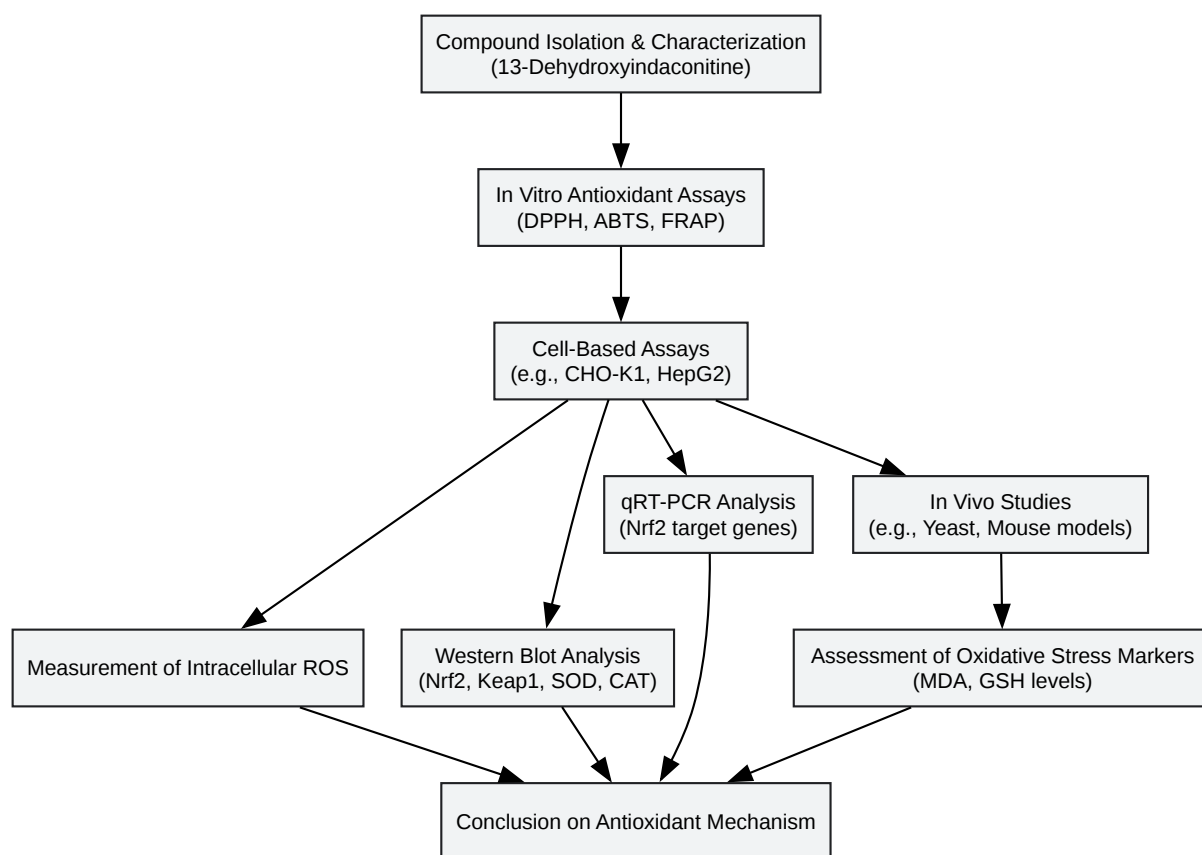 Compound Isolation & Characterization
(13-Dehydroxyindaconitine)
In Vitro Antioxidant Assays
(DPPH, ABTS, FRAP)
Cell-Based Assays
(e.g., CHO-K1, HepG2)
qRT-PCR Analysis
(Nrf2 target genes)
In Vivo Studies
(e.g., Yeast, Mouse models)
Measurement of Intracellular ROS
Western Blot Analysis
(Nrf2, Keap1, SOD, CAT)
Assessment of Oxidative Stress Markers
(MDA, GSH levels)
Conclusion on Antioxidant Mechanism